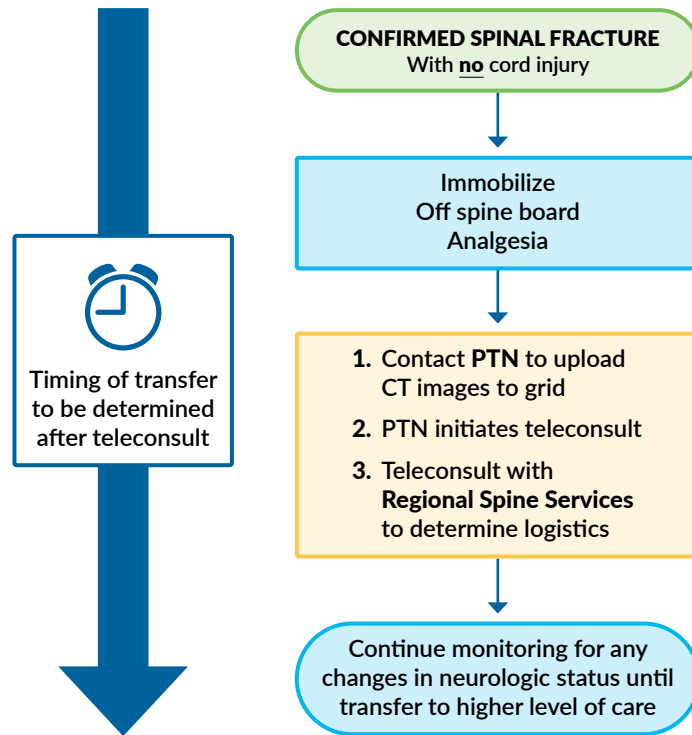 CONFIRMED SPINAL FRACTURE
With no cord injury
Immobilize
Off spine board
Analgesia
Timing of transfer
to be determined
after teleconsult
1. Contact PTN to upload
CT images to grid
2. PTN initiates teleconsult
3. Teleconsult with
Regional Spine Services
to determine logistics
Continue monitoring for any
changes in neurologic status until
transfer to higher level of care